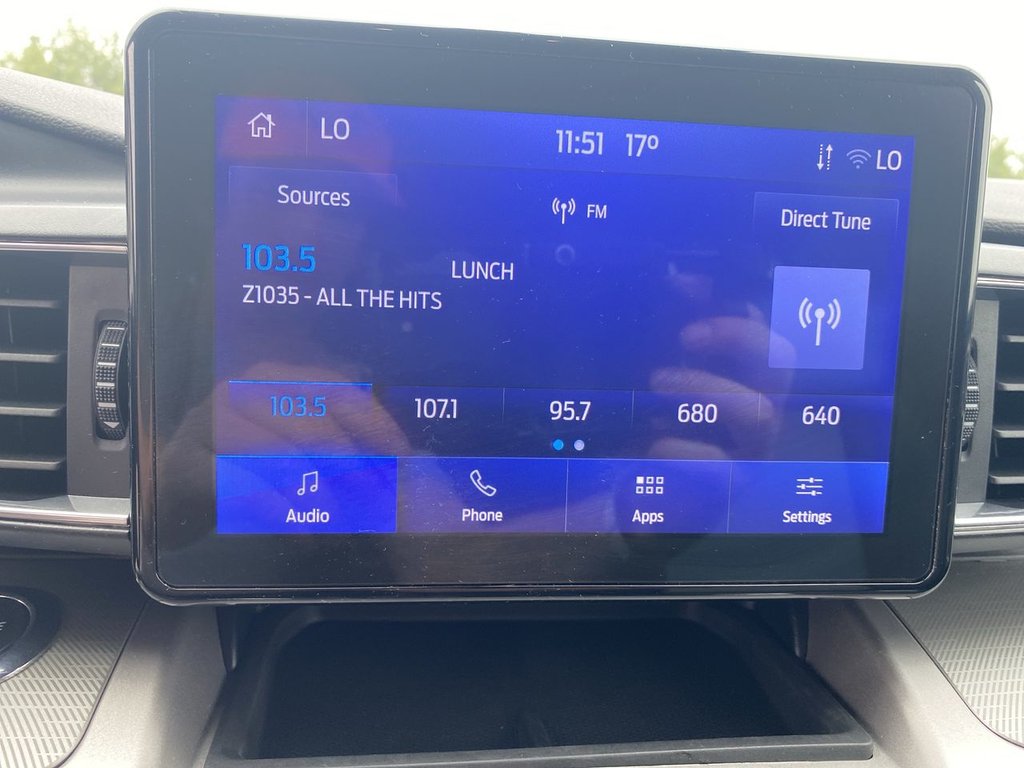 LO 11:51 17° LO
Sources FM Direct Tune
103.5
LUNCH
Z1035 - ALL THE HITS
103.5 107.1 95.7 680 640
Audio Phone Apps Settings